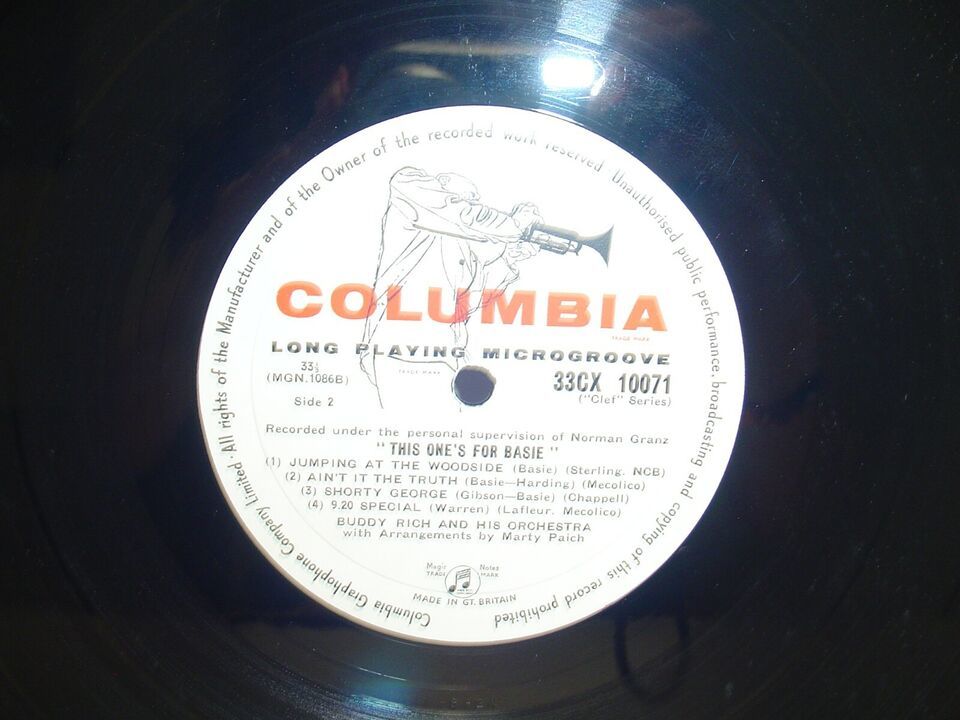 Columbia Graphophone Company Limited · All rights of the Manufacturer and of the Owner of the recorded work reserved. Unauthorised public performance, broadcasting and copying of this record prohibited
COLUMBIA
TRADE MARK
LONG PLAYING MICROGROOVE
TRADE MARK
33⅓
(MGN.1086B)
33CX 10071
("Clef" Series)
Side 2
Recorded under the personal supervision of Norman Granz
"THIS ONE'S FOR BASIE"
(1) JUMPING AT THE WOODSIDE (Basie) (Sterling. NCB)
(2) AIN'T IT THE TRUTH (Basie—Harding) (Mecolico)
(3) SHORTY GEORGE (Gibson—Basie) (Chappell)
(4) 9.20 SPECIAL (Warren) (Lafleur. Mecolico)
BUDDY RICH AND HIS ORCHESTRA
with Arrangements by Marty Paich
Magic Notes
TRADE MARK
MADE IN GT. BRITAIN